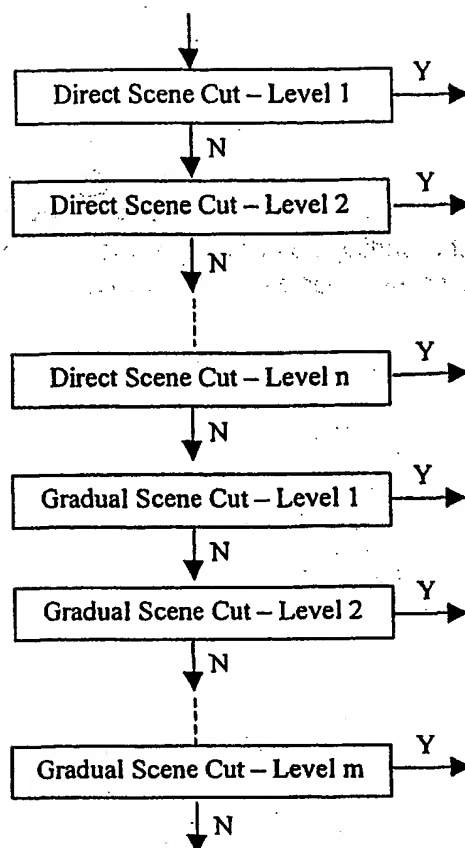 Y
Direct Scene Cut – Level 1
N
Y
Direct Scene Cut – Level 2
N
Y
Direct Scene Cut – Level n
N
Y
Gradual Scene Cut – Level 1
N
Y
Gradual Scene Cut – Level 2
N
Y
Gradual Scene Cut – Level m
N